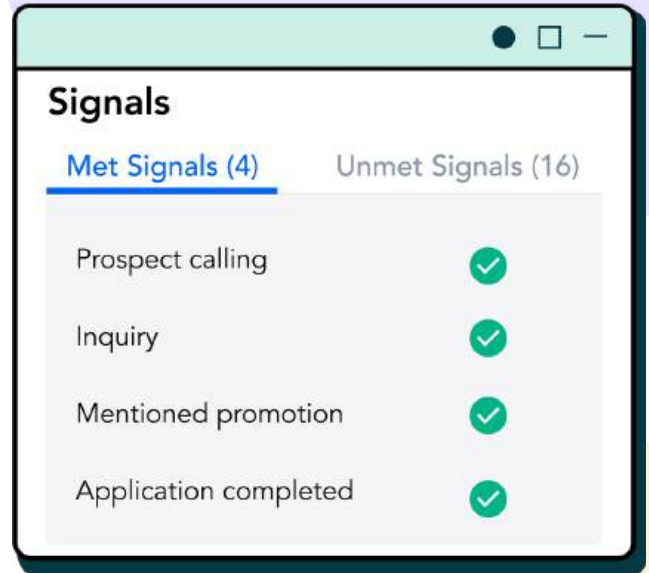 Signals
Met Signals (4) Unmet Signals (16)
Prospect calling
Inquiry
Mentioned promotion
Application completed